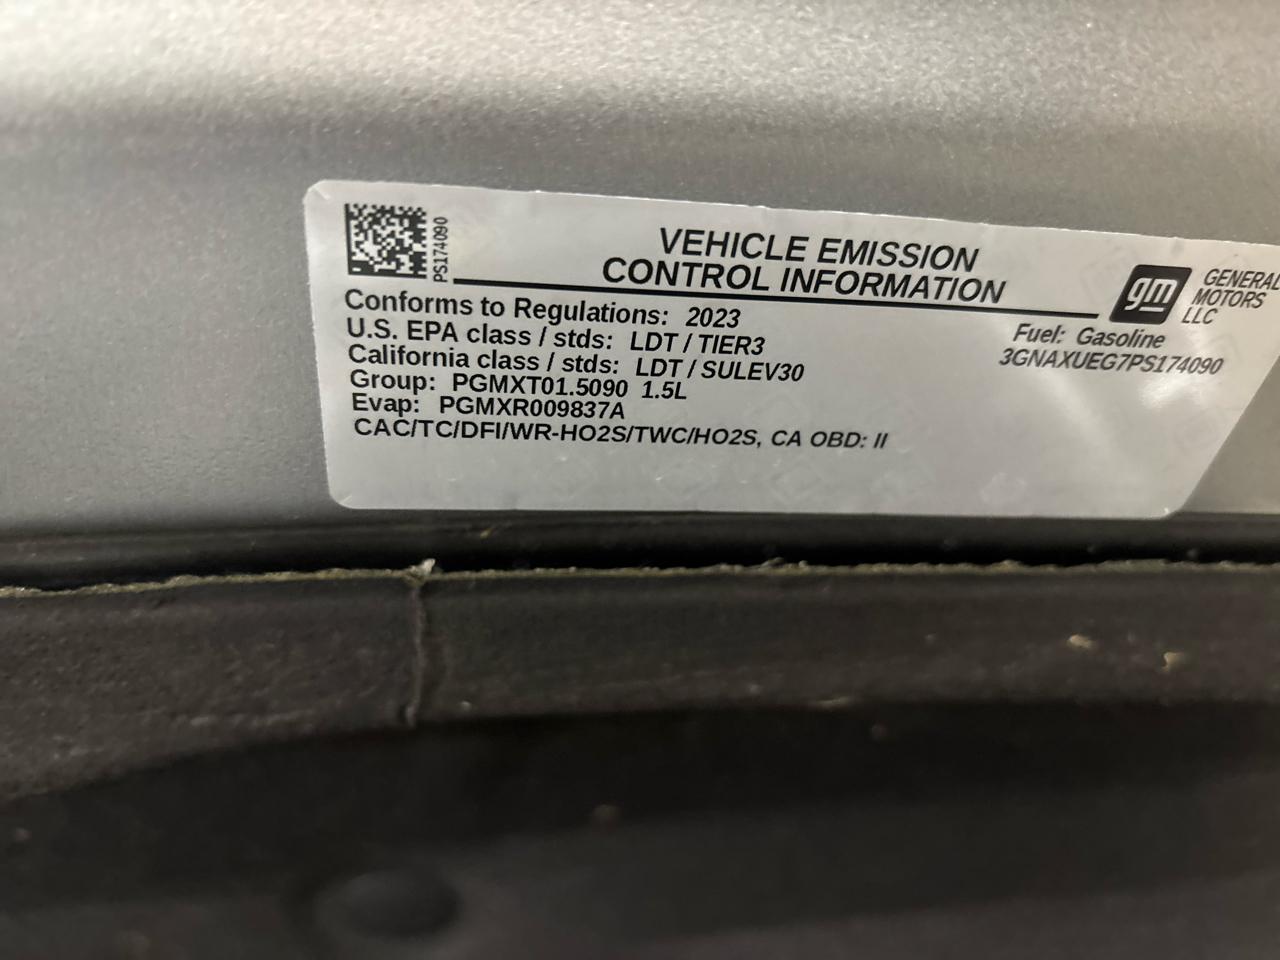 PS174090
VEHICLE EMISSION
CONTROL INFORMATION
gm
GENERAL
MOTORS
LLC
Conforms to Regulations: 2023
U.S. EPA class / stds: LDT / TIER3
California class / stds: LDT / SULEV30
Group: PGMXT01.5090 1.5L
Evap: PGMXR009837A
CAC/TC/DFI/WR-HO2S/TWC/HO2S, CA OBD: II
Fuel: Gasoline
3GNAXUEG7PS174090